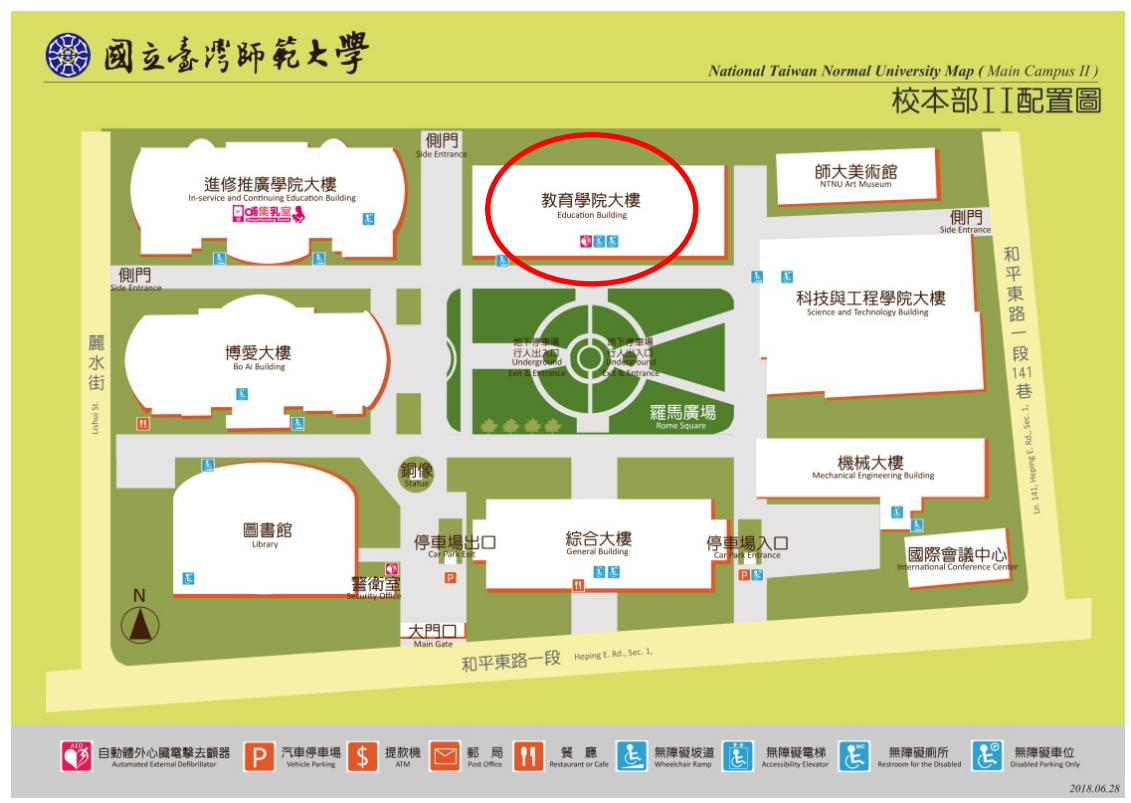 國立臺灣師範大學
National Taiwan Normal University Map ( Main Campus II )
校本部II配置圖
側門
Side Entrance
進修推廣學院大樓
In-service and Continuing Education Building
哺集乳室
Breastfeeding Room
教育學院大樓
Education Building
師大美術館
NTNU Art Museum
側門
Side Entrance
側門
Side Entrance
科技與工程學院大樓
Science and Technology Building
和平東路一段141巷
Ln. 141, Heping E. Rd., Sec. 1,
麗水街
Lishui St.
博愛大樓
Bo Ai Building
地下停車場
行人出入口
Underground
Exit & Entrance
地下停車場
行人出入口
Underground
Exit & Entrance
羅馬廣場
Rome Square
銅像
Statue
機械大樓
Mechanical Engineering Building
圖書館
Library
停車場出口
Car Park Exit
綜合大樓
General Building
停車場入口
Car Park Entrance
國際會議中心
International Conference Center
警衛室
Security Office
P
P
N
大門口
Main Gate
和平東路一段 Heping E. Rd., Sec. 1,
AED
自動體外心臟電擊去顫器
Automated External Defibrillator
P
汽車停車場
Vehicle Parking
$
提款機
ATM
郵 局
Post Office
餐 廳
Restaurant or Cafe
無障礙坡道
Wheelchair Ramp
無障礙電梯
Accessibility Elevator
WC
無障礙廁所
Restroom for the Disabled
P
無障礙車位
Disabled Parking Only
2018.06.28